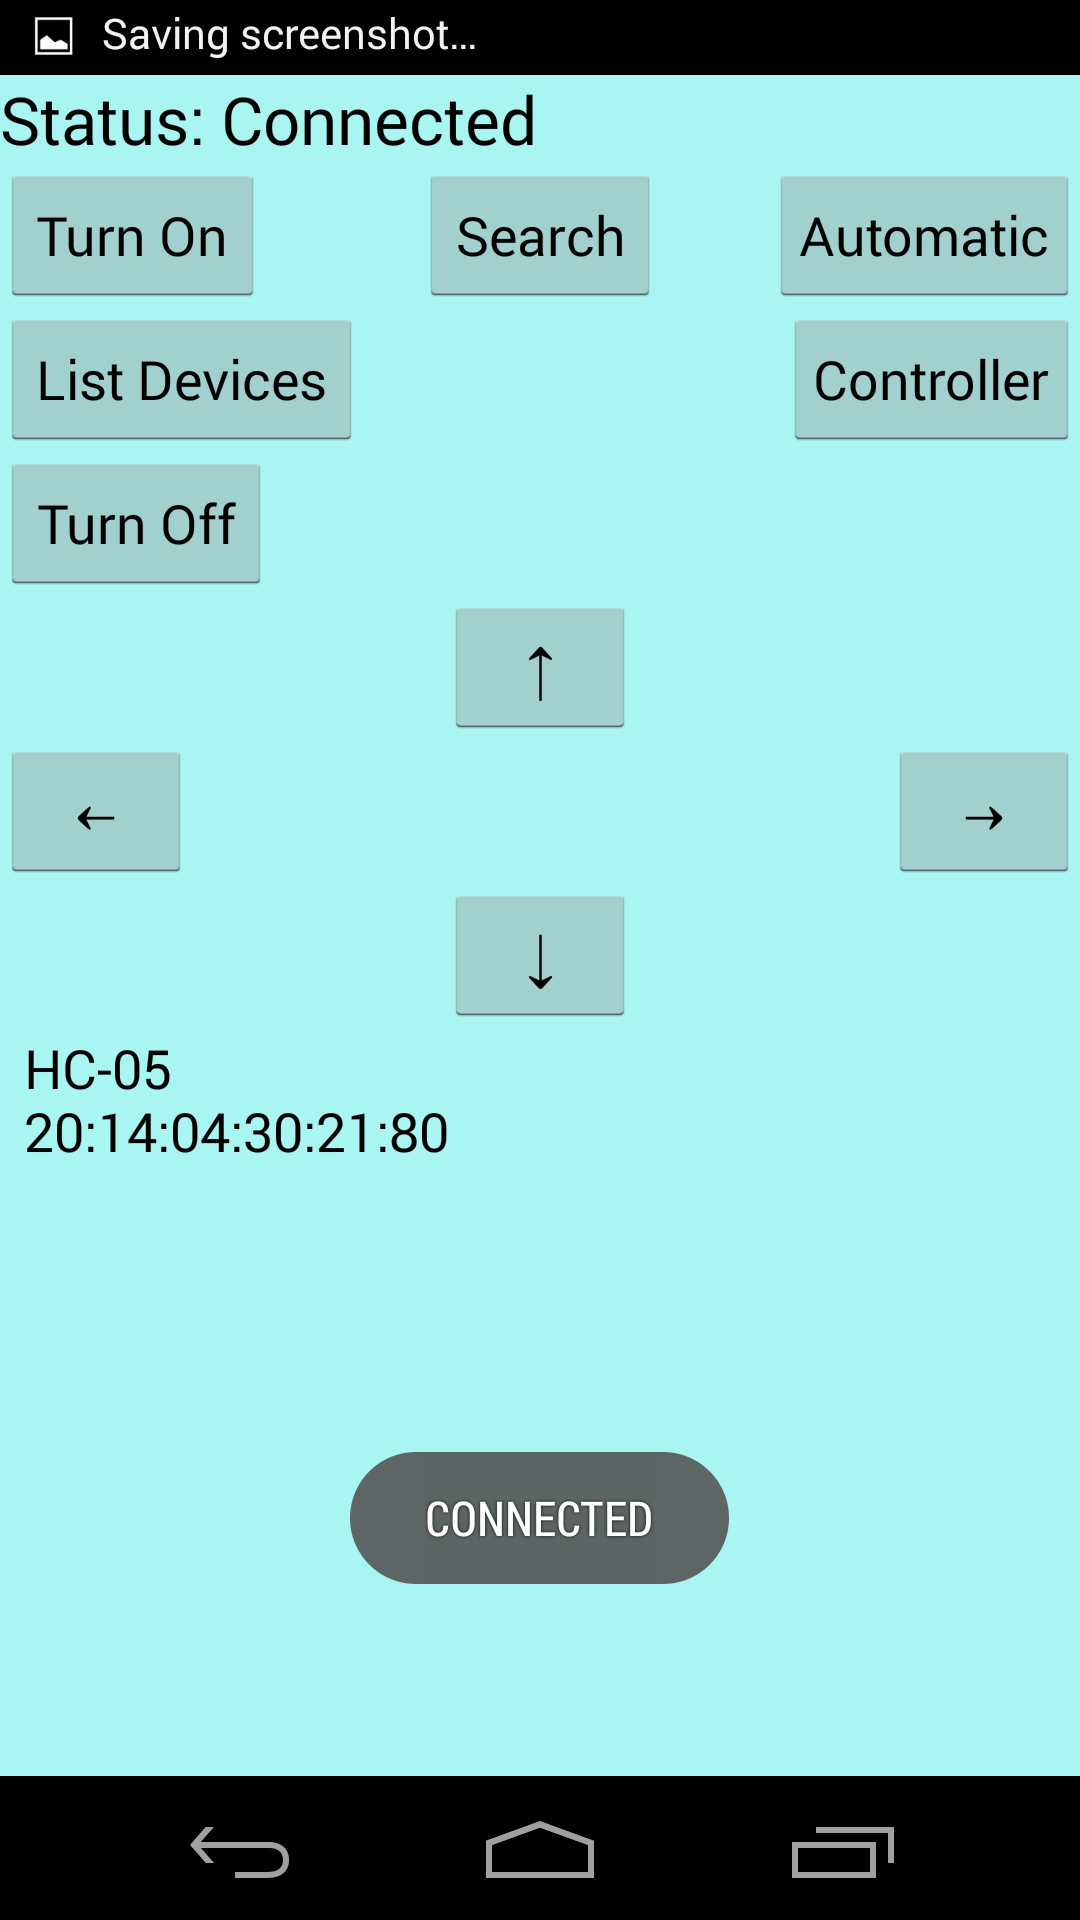 Saving screenshot...
Status: Connected
Turn On Search Automatic
List Devices Controller
Turn Off
↑
← →
↓
HC-05
20:14:04:30:21:80
CONNECTED